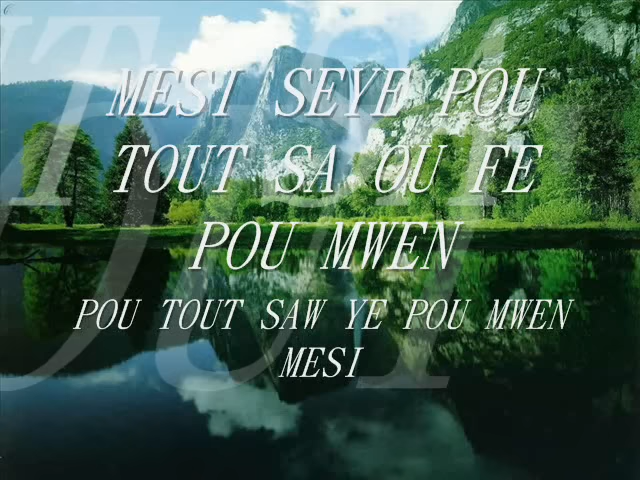 MESI SEYE POU
TOUT SA OU FE
POU MWEN
POU TOUT SAW YE POU MWEN
MESI